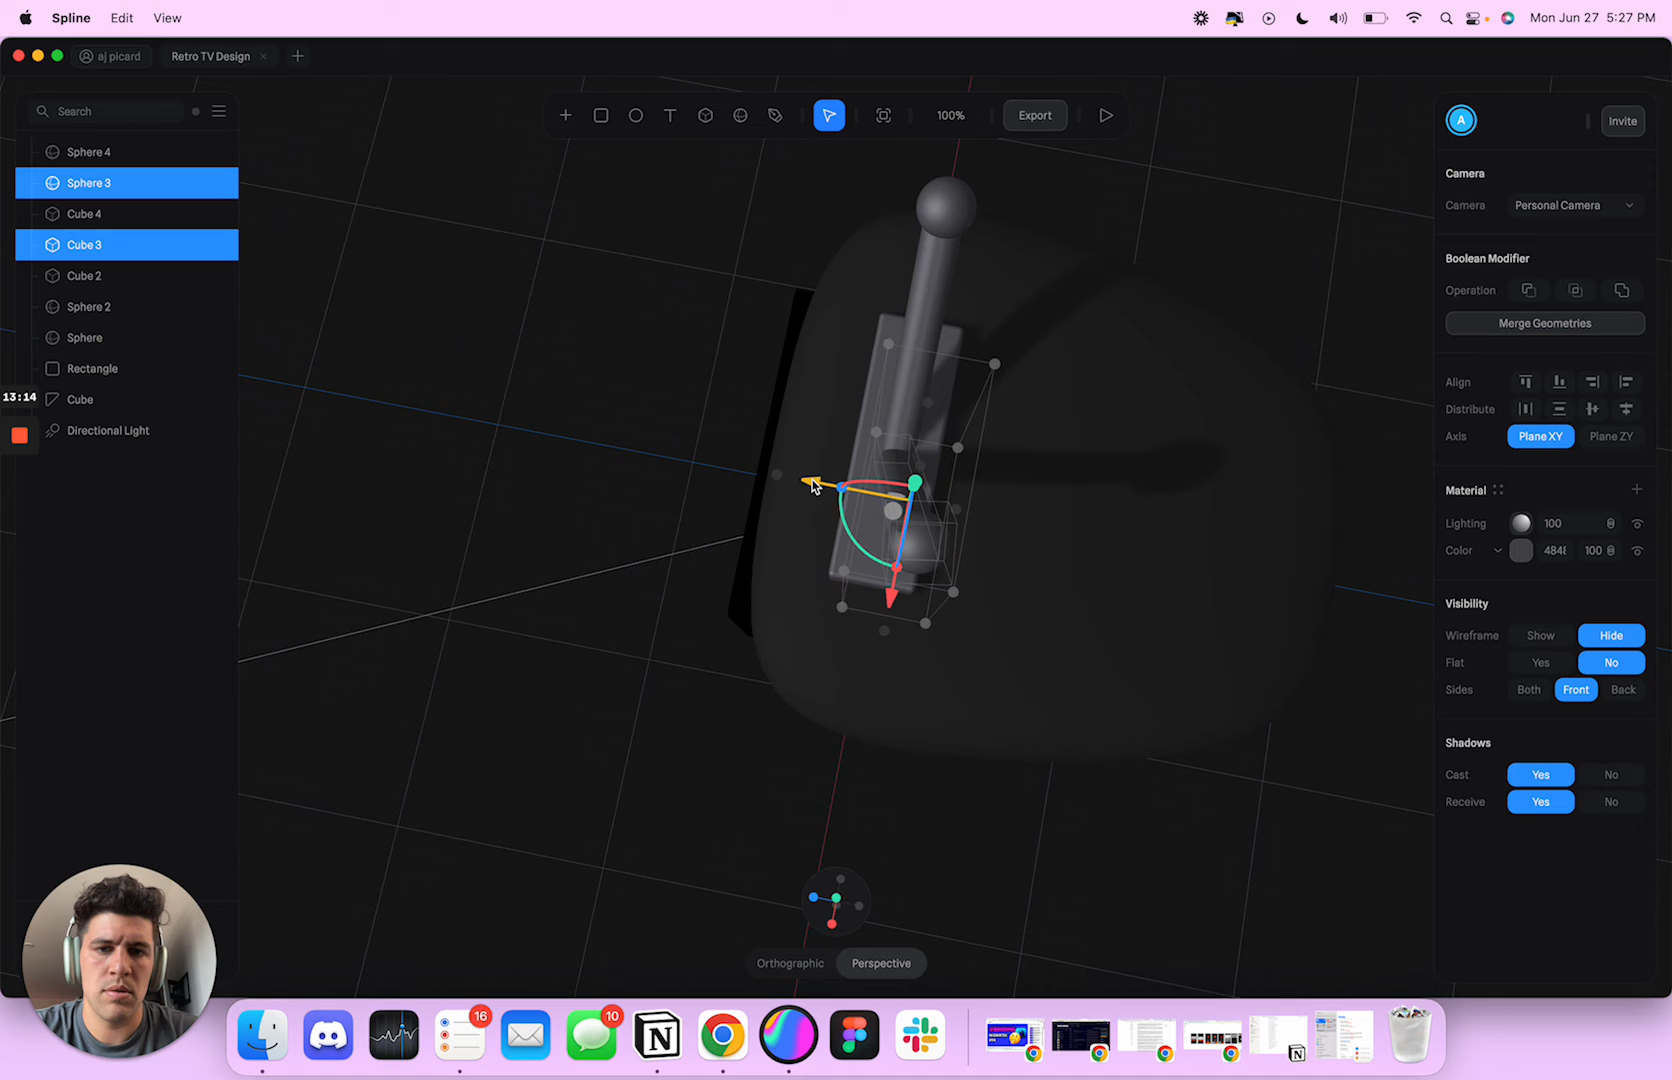 Spline Edit View
Mon Jun 27 5:27 PM
aj picard
Retro TV Design
Search
100%
Export
A
Invite
Sphere 4
Sphere 3
Cube 4
Cube 3
Cube 2
Sphere 2
Sphere
Rectangle
Cube
Directional Light
13:14
Camera
Camera Personal Camera
Boolean Modifier
Operation
Merge Geometries
Align
Distribute
Axis Plane XY Plane ZY
Material
Lighting 100
Color 484 100
Visibility
Wireframe Show Hide
Flat Yes No
Sides Both Front Back
Shadows
Cast Yes No
Receive Yes No
Orthographic Perspective
16
10